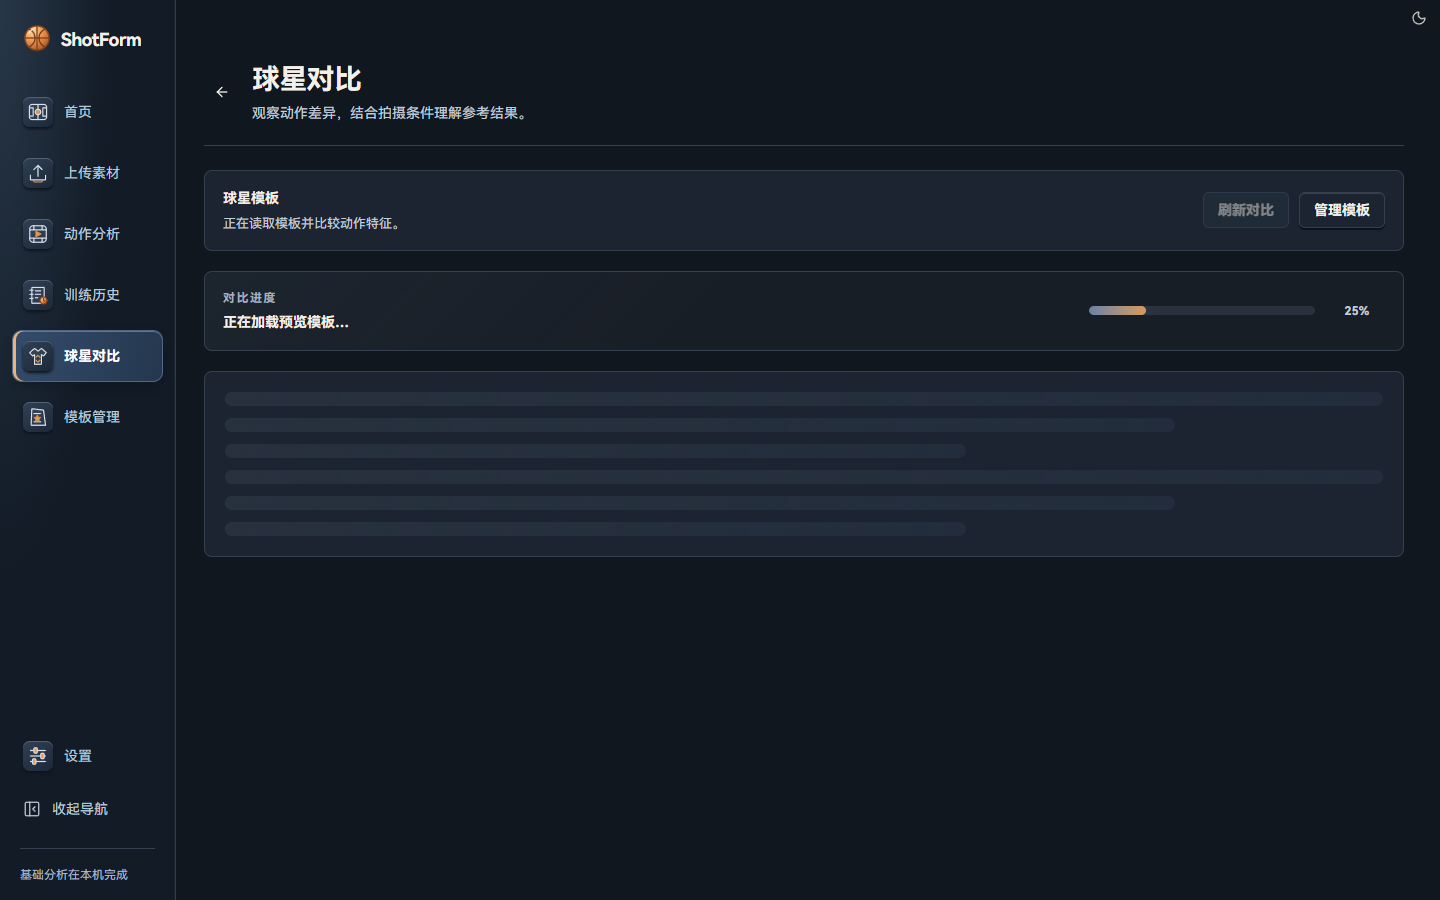 ShotForm
首页
上传素材
动作分析
训练历史
球星对比
模板管理
设置
收起导航
基础分析在本机完成
球星对比
观察动作差异，结合拍摄条件理解参考结果。
球星模板
正在读取模板并比较动作特征。
刷新对比
管理模板
对比进度
正在加载预览模板...
25%